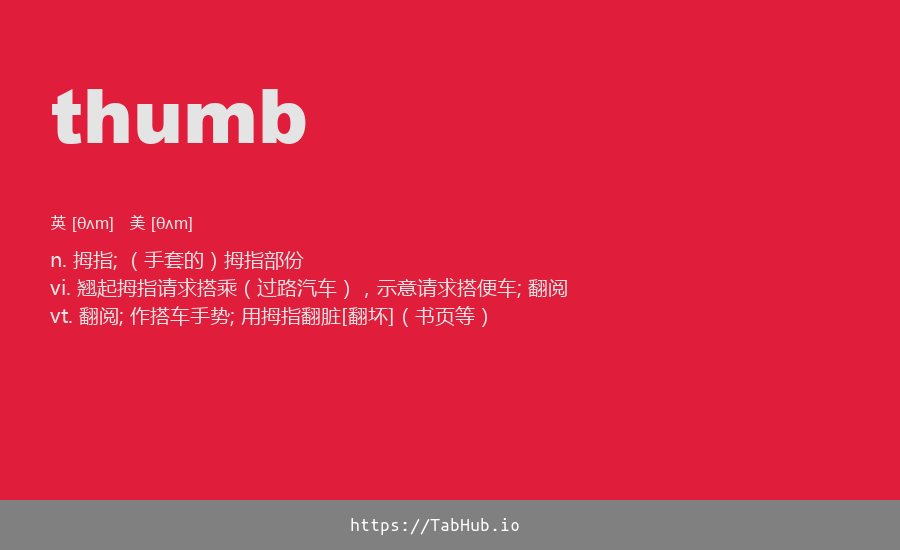 thumb
英 [θʌm] 美 [θʌm]
n. 拇指; （手套的）拇指部份
vi. 翘起拇指请求搭乘（过路汽车），示意请求搭便车; 翻阅
vt. 翻阅; 作搭车手势; 用拇指翻脏[翻坏]（书页等）
https://TabHub.io